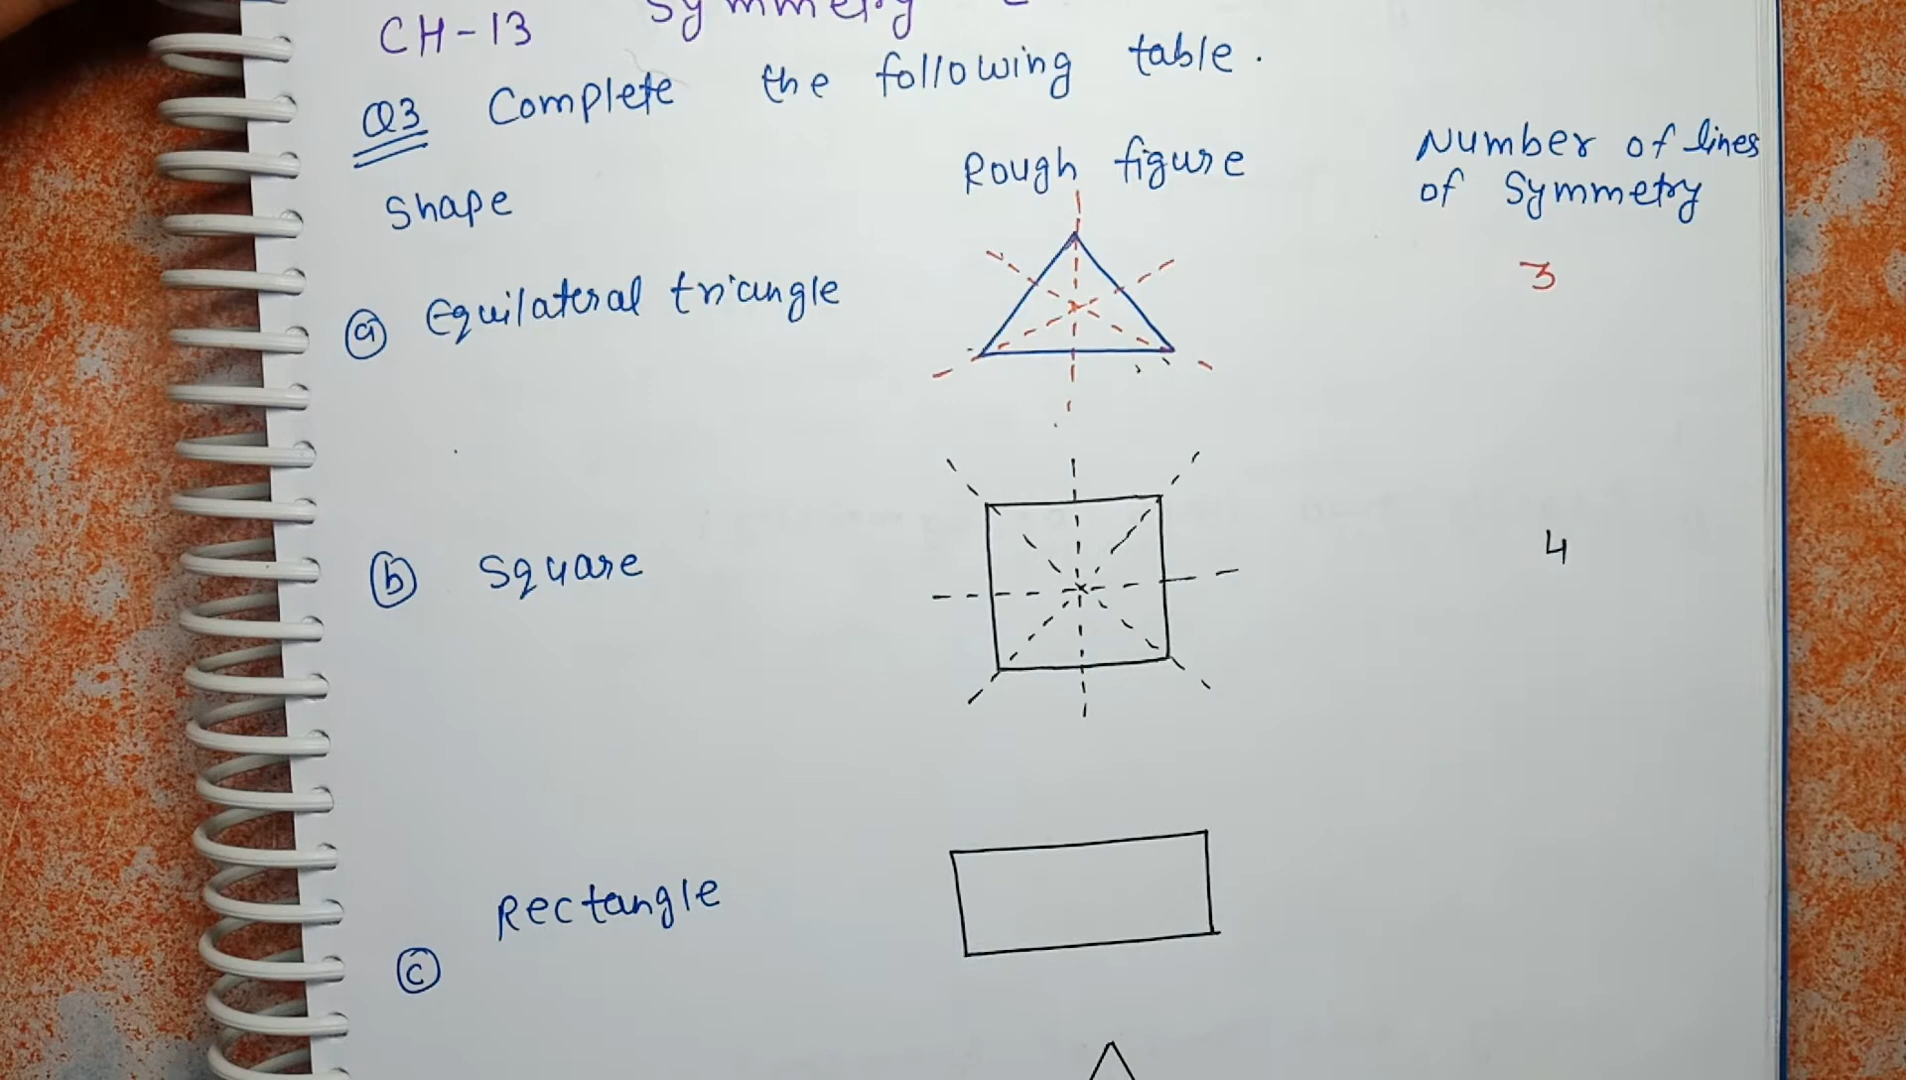 CH-13 Symmetry
Q3 Complete the following table.
Shape Rough figure Number of lines of Symmetry
(a) Equilateral triangle 3
(b) Square 4
(c) Rectangle